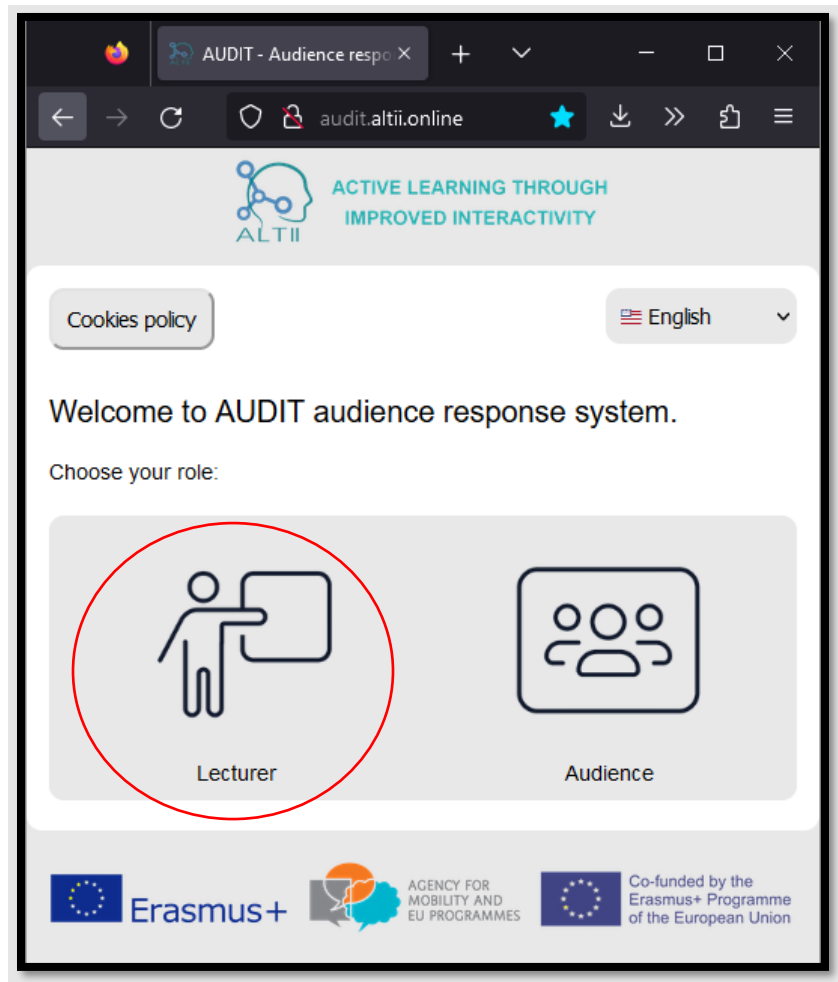 AUDIT - Audience respo
audit.altii.online
ALTII
ACTIVE LEARNING THROUGH
IMPROVED INTERACTIVITY
Cookies policy
English
Welcome to AUDIT audience response system.
Choose your role:
Lecturer
Audience
Erasmus+
AGENCY FOR
MOBILITY AND
EU PROGRAMMES
Co-funded by the
Erasmus+ Programme
of the European Union